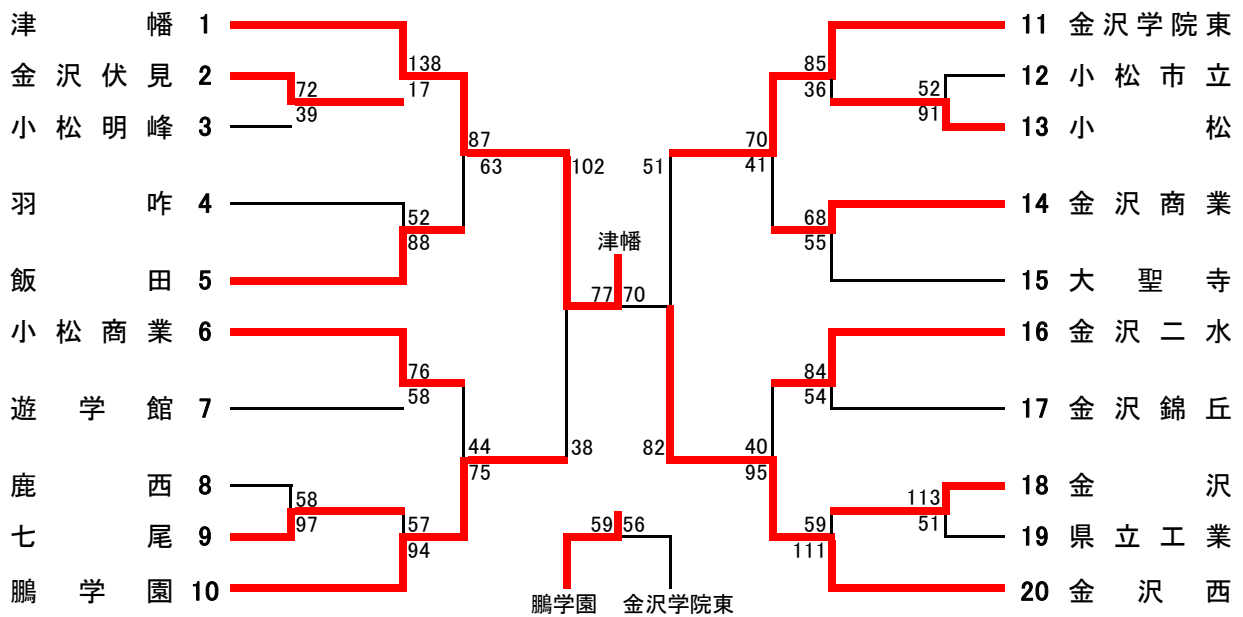 津幡 1
138
17
金沢伏見 2
72
39
小松明峰 3
87
63
羽咋 4
52
88
飯田 5
102
小松商業 6
76
58
遊学館 7
44
75
38
鹿西 8
58
97
七尾 9
57
94
鵬学園 10
津幡
77 70
59 56
鵬学園 金沢学院東
11 金沢学院東
85
36
12 小松市立
52
91
13 小松
70
41
51
14 金沢商業
68
55
15 大聖寺
16 金沢二水
84
54
17 金沢錦丘
82
40
95
18 金沢
113
51
19 県立工業
59
111
20 金沢西